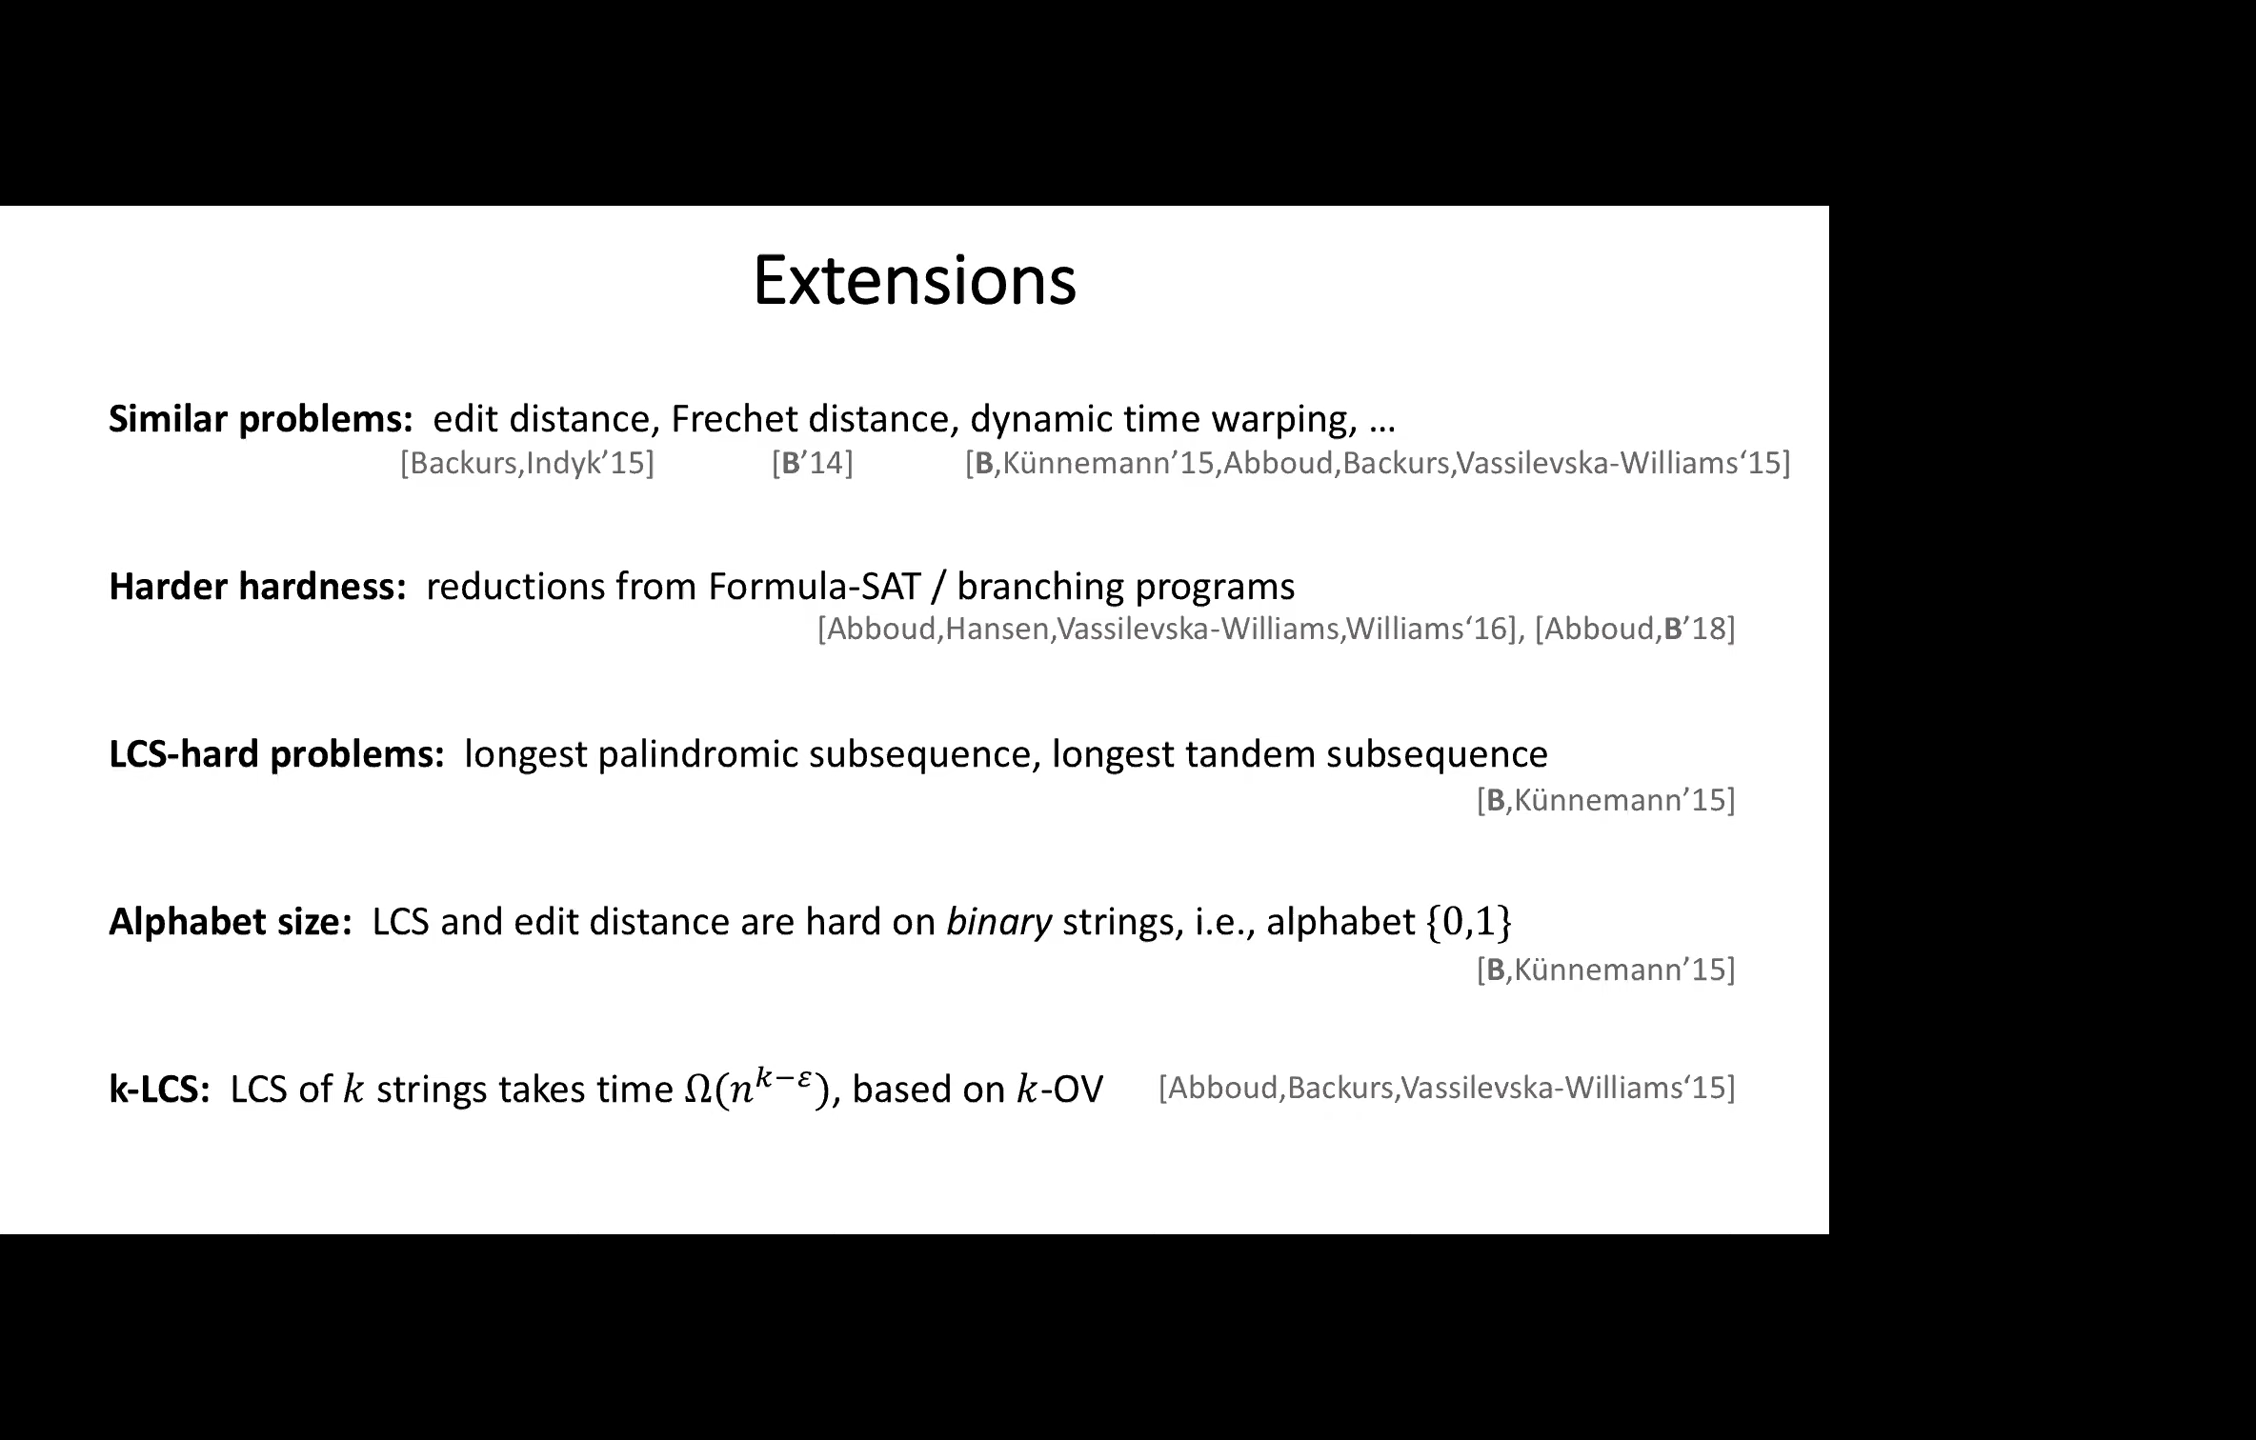 Extensions
Similar problems: edit distance, Frechet distance, dynamic time warping, ...
[Backurs,Indyk’15] [B’14] [B,Künnemann’15,Abboud,Backurs,Vassilevska-Williams‘15]
Harder hardness: reductions from Formula-SAT / branching programs
[Abboud,Hansen,Vassilevska-Williams,Williams‘16], [Abboud,B’18]
LCS-hard problems: longest palindromic subsequence, longest tandem subsequence
[B,Künnemann’15]
Alphabet size: LCS and edit distance are hard on binary strings, i.e., alphabet {0,1}
[B,Künnemann’15]
k-LCS: LCS of 𝑘 strings takes time Ω(𝑛^{𝑘−𝜀}), based on 𝑘-OV [Abboud,Backurs,Vassilevska-Williams‘15]